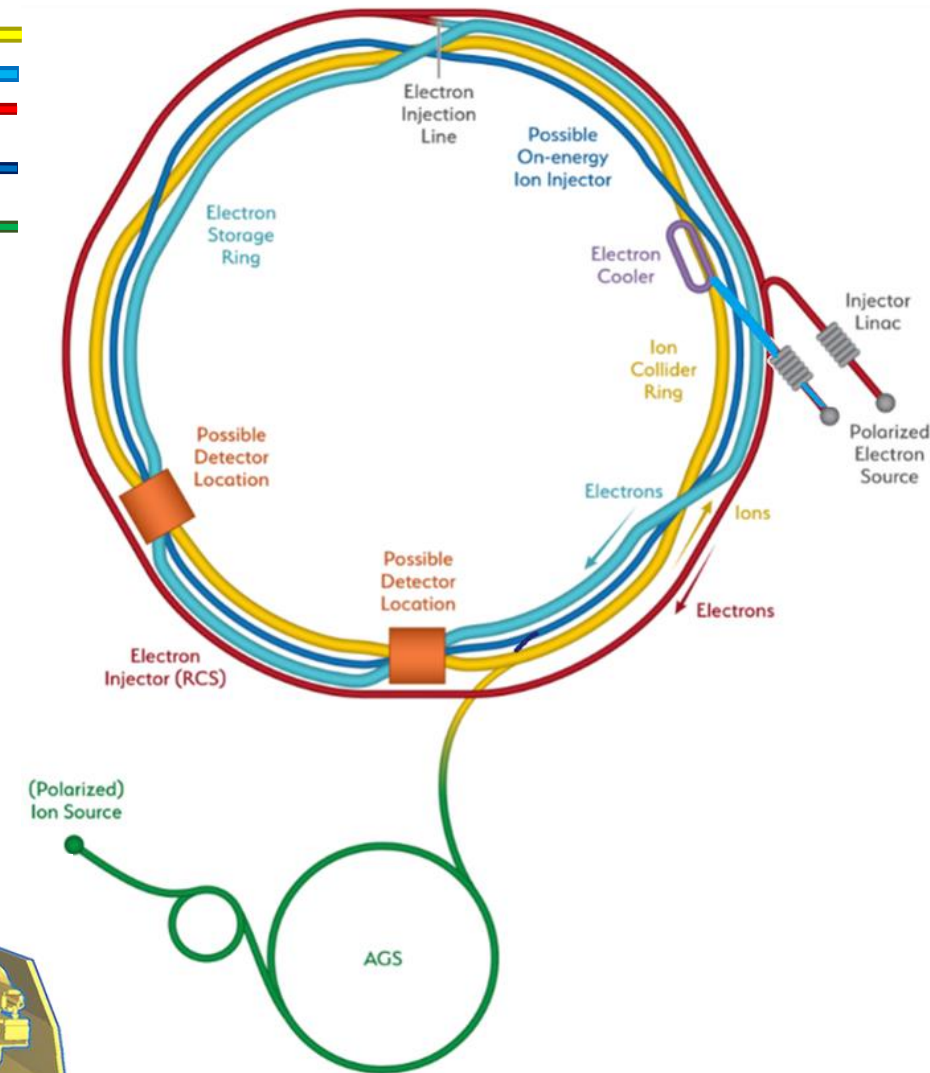 Electron
Injection
Line
Possible
On-energy
Ion Injector
Electron
Storage
Ring
Electron
Cooler
Injector
Linac
Ion
Collider
Ring
Polarized
Electron
Source
Possible
Detector
Location
Electrons
Ions
Possible
Detector
Location
Electrons
Electron
Injector (RCS)
(Polarized)
Ion Source
AGS